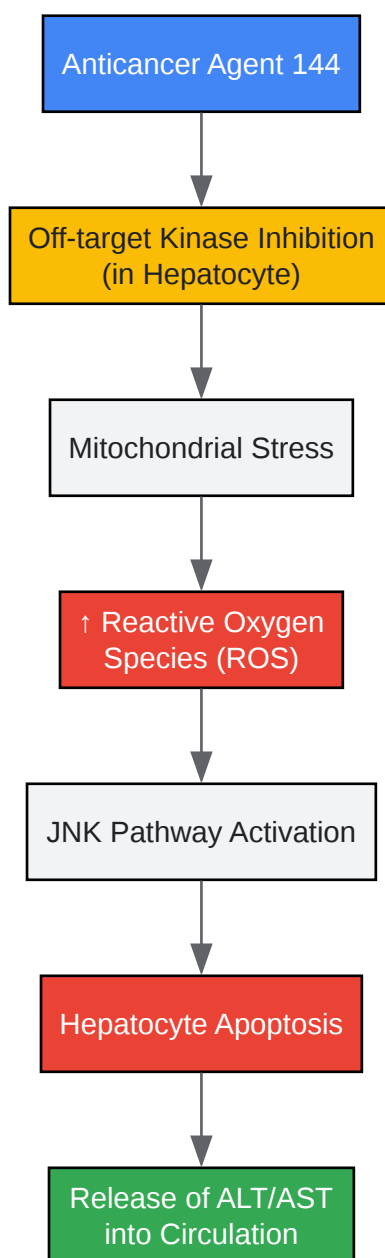 Anticancer Agent 144
Off-target Kinase Inhibition
(in Hepatocyte)
Mitochondrial Stress
↑ Reactive Oxygen
Species (ROS)
JNK Pathway Activation
Hepatocyte Apoptosis
Release of ALT/AST
into Circulation